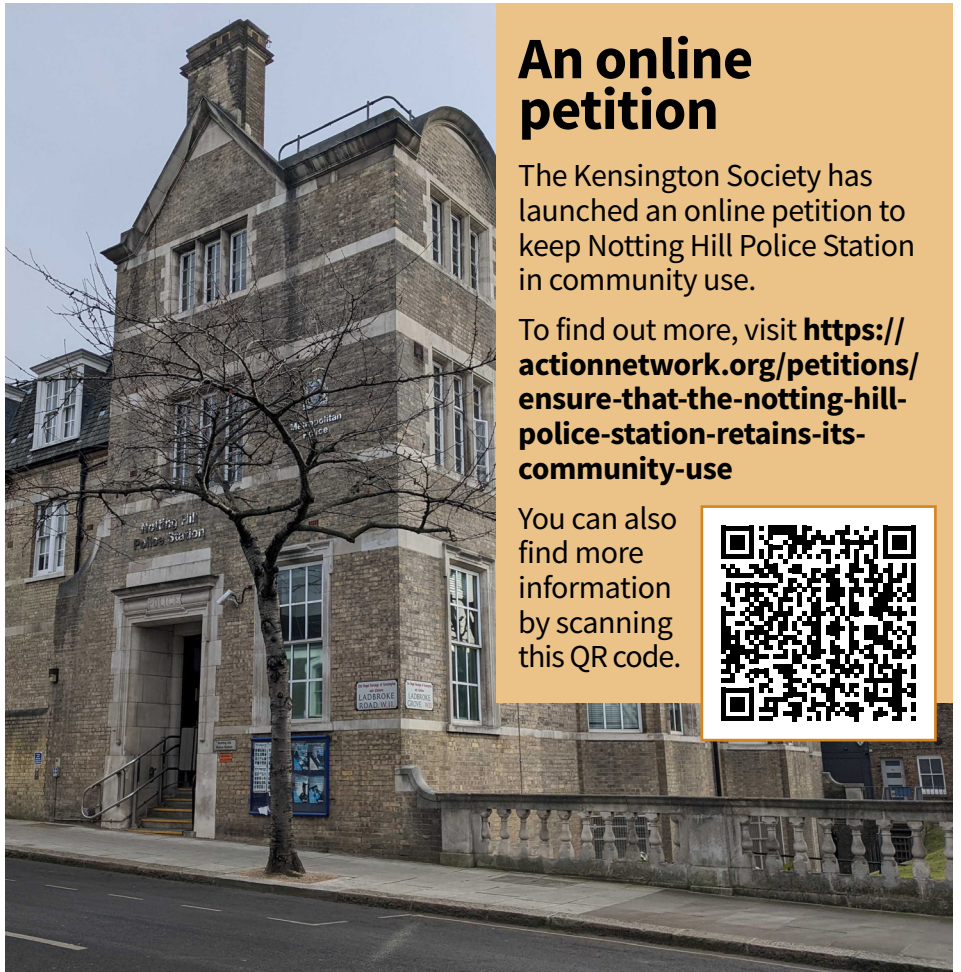 An online
petition
The Kensington Society has
launched an online petition to
keep Notting Hill Police Station
in community use.
To find out more, visit https://
actionnetwork.org/petitions/
ensure-that-the-notting-hill-
police-station-retains-its-
community-use
You can also
find more
information
by scanning
this QR code.
Metropolitan
Police
Notting Hill
Police Station
POLICE
LADBROKE
ROAD. W.11
LADBROKE
GROVE